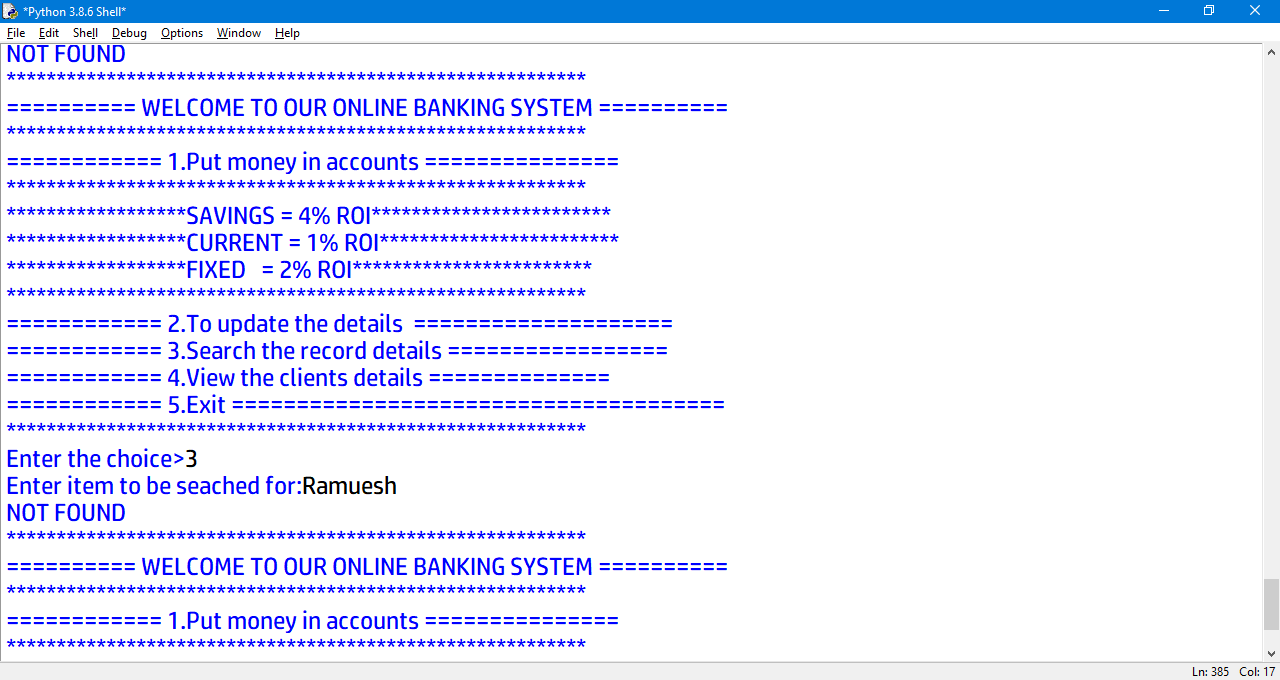 *Python 3.8.6 Shell*
File Edit Shell Debug Options Window Help
NOT FOUND
**********************************************************
========== WELCOME TO OUR ONLINE BANKING SYSTEM ==========
**********************************************************
============ 1.Put money in accounts ===============
**********************************************************
******************SAVINGS = 4% ROI************************
******************CURRENT = 1% ROI************************
******************FIXED   = 2% ROI************************
**********************************************************
============ 2.To update the details  ====================
============ 3.Search the record details =================
============ 4.View the clients details ==============
============ 5.Exit ======================================
**********************************************************
Enter the choice>3
Enter item to be seached for:Ramuesh
NOT FOUND
**********************************************************
========== WELCOME TO OUR ONLINE BANKING SYSTEM ==========
**********************************************************
============ 1.Put money in accounts ===============
**********************************************************
Ln: 385 Col: 17